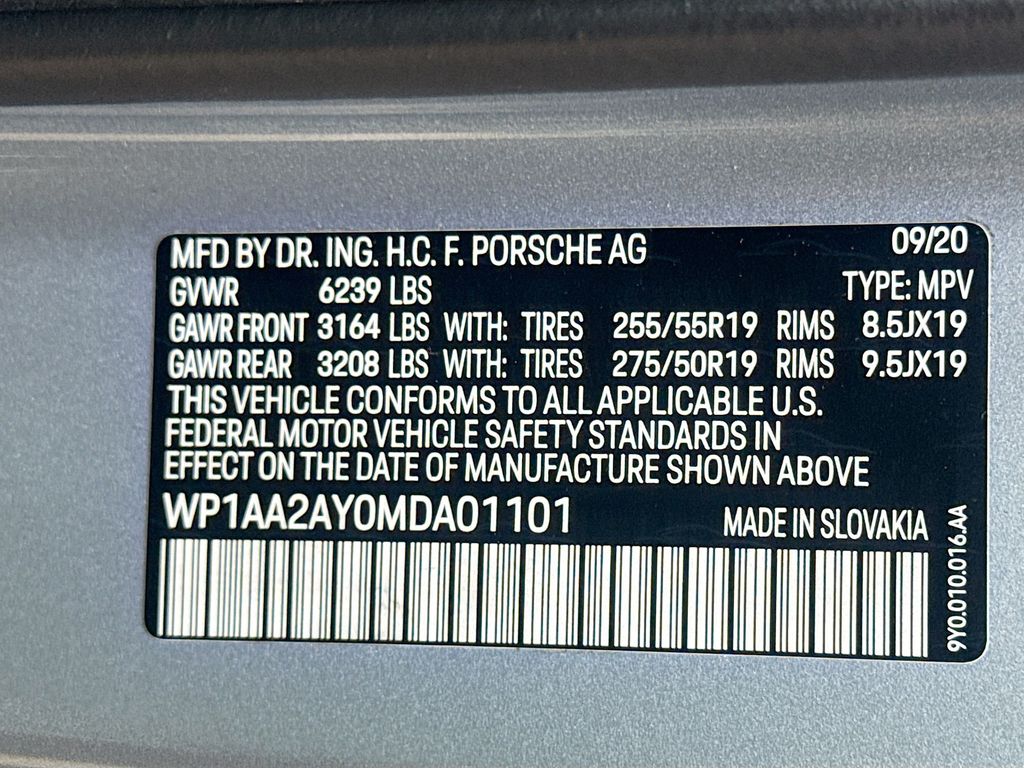 MFD BY DR. ING. H.C. F. PORSCHE AG 09/20
GVWR 6239 LBS TYPE: MPV
GAWR FRONT 3164 LBS WITH: TIRES 255/55R19 RIMS 8.5JX19
GAWR REAR 3208 LBS WITH: TIRES 275/50R19 RIMS 9.5JX19
THIS VEHICLE CONFORMS TO ALL APPLICABLE U.S.
FEDERAL MOTOR VEHICLE SAFETY STANDARDS IN
EFFECT ON THE DATE OF MANUFACTURE SHOWN ABOVE
WP1AA2AY0MDA01101 MADE IN SLOVAKIA
9Y0.010.016.AA